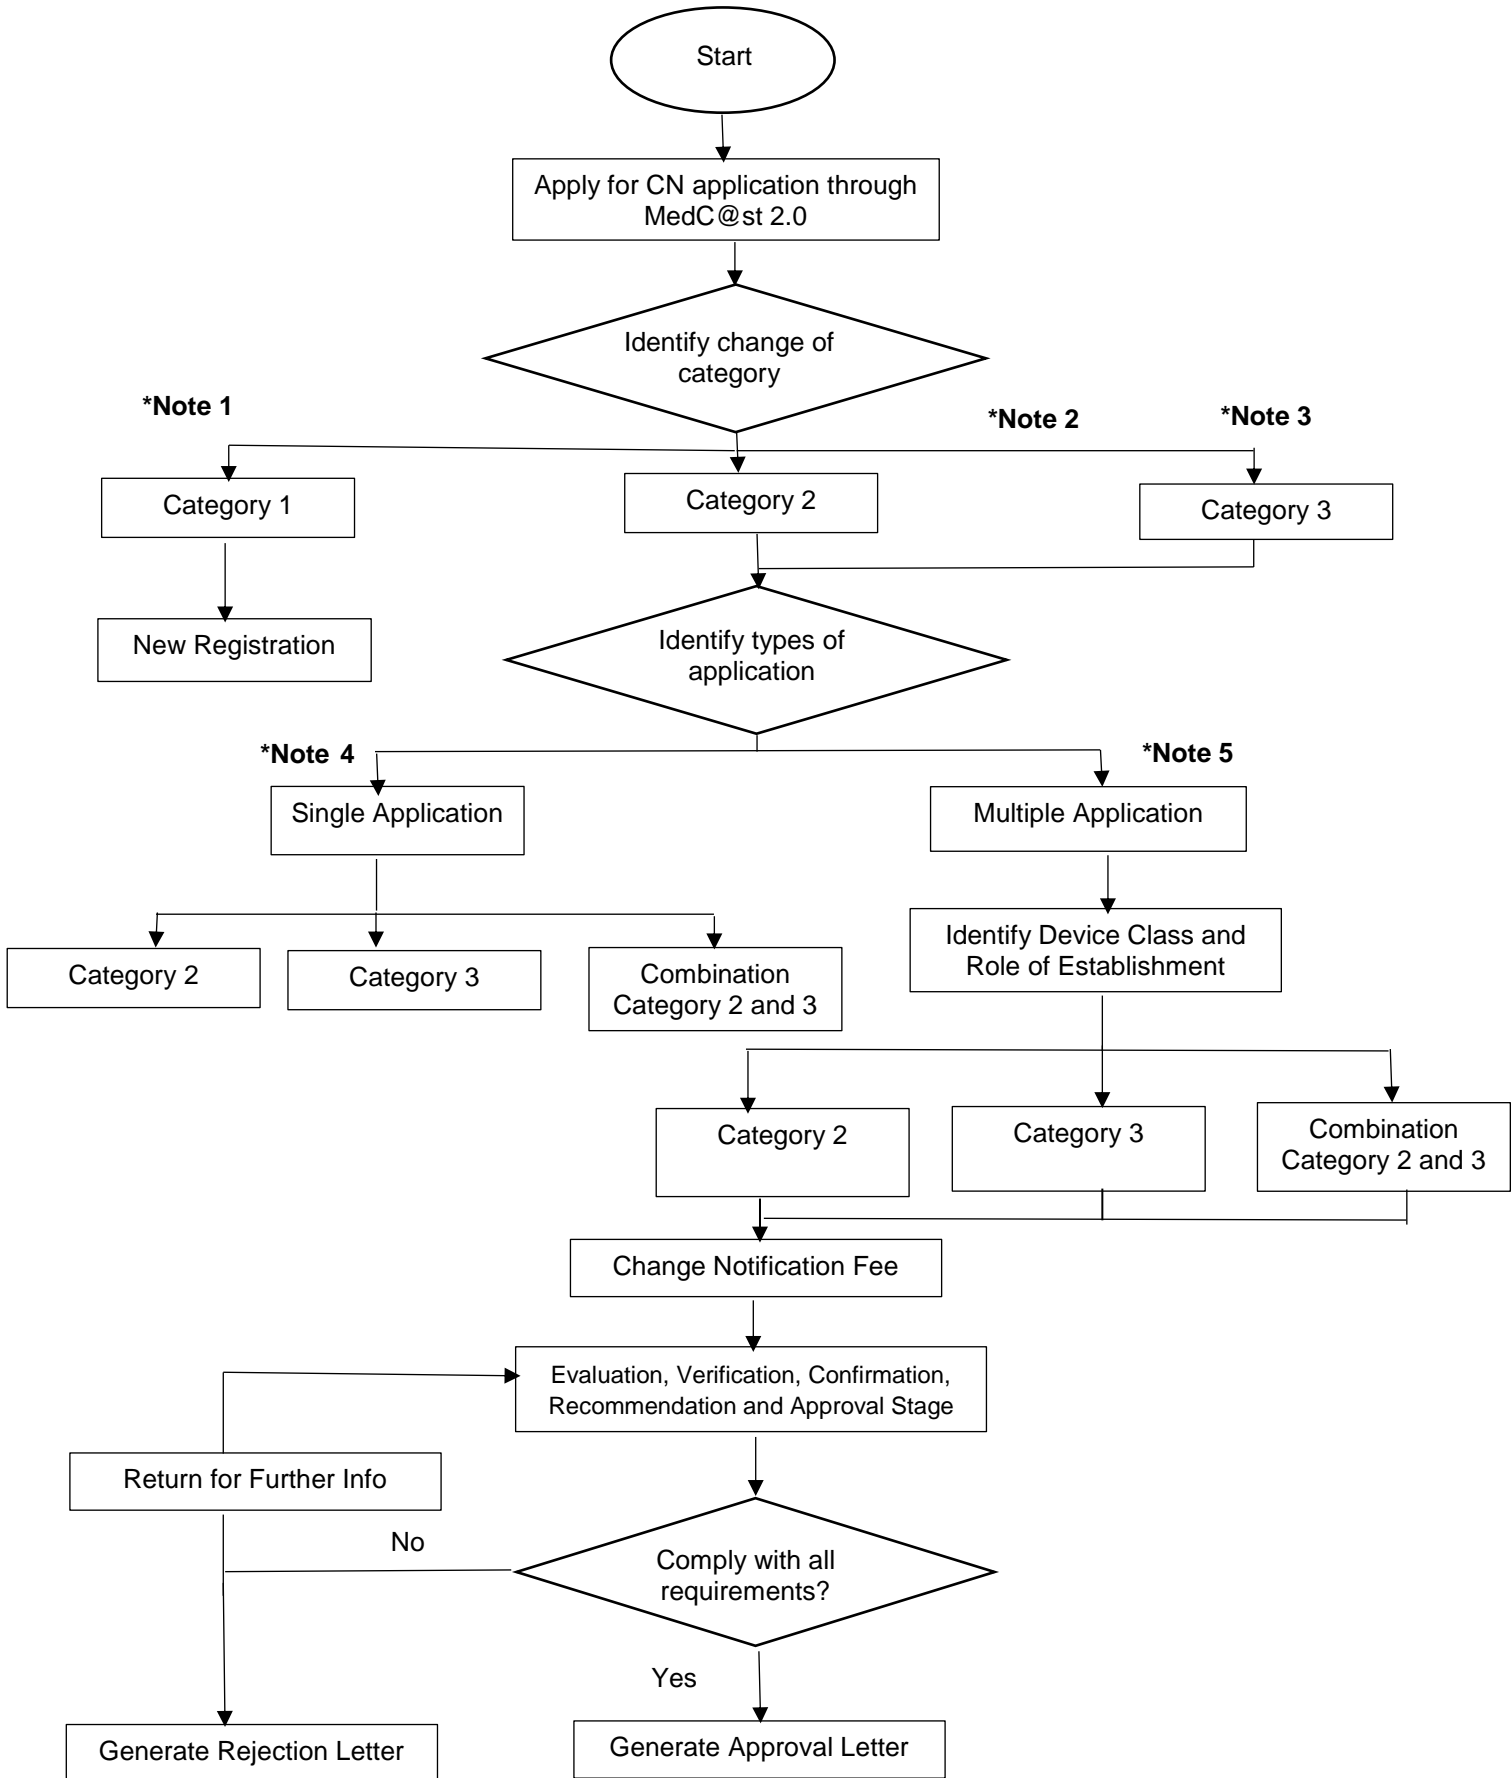 Start
Apply for CN application through
MedC@st 2.0
Identify change of
category
*Note 1
*Note 2
*Note 3
Category 1
Category 2
Category 3
New Registration
Identify types of
application
*Note 4
*Note 5
Single Application
Multiple Application
Category 2
Category 3
Combination
Category 2 and 3
Identify Device Class and
Role of Establishment
Category 2
Category 3
Combination
Category 2 and 3
Change Notification Fee
Evaluation, Verification, Confirmation,
Recommendation and Approval Stage
Return for Further Info
No
Comply with all
requirements?
Yes
Generate Rejection Letter
Generate Approval Letter